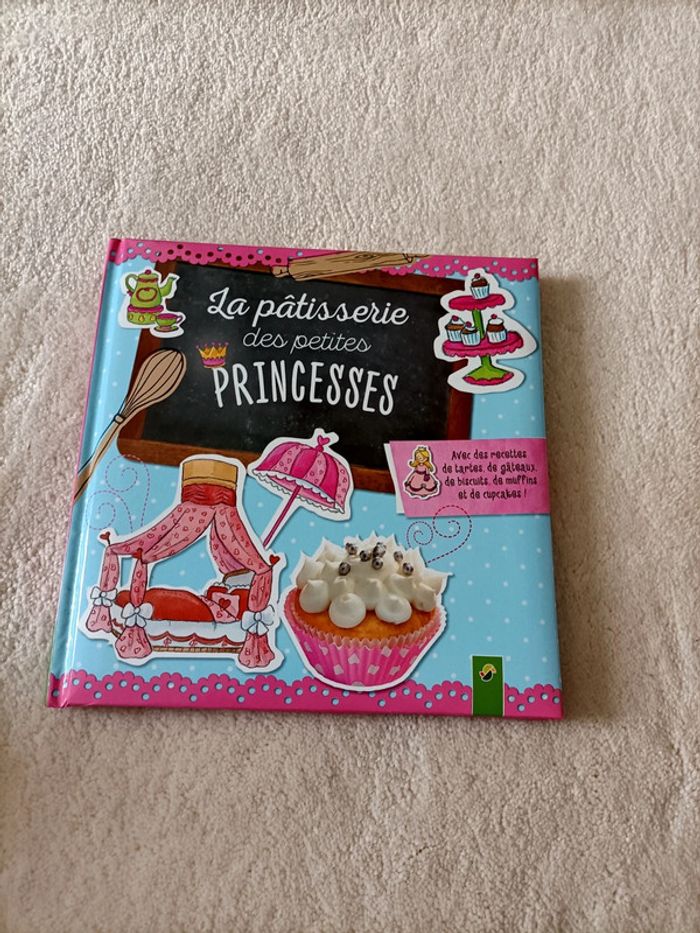 La pâtisserie
des petites
PRINCESSES
Avec des recettes
de tartes, de gâteaux,
de biscuits, de muffins
et de cupcakes !